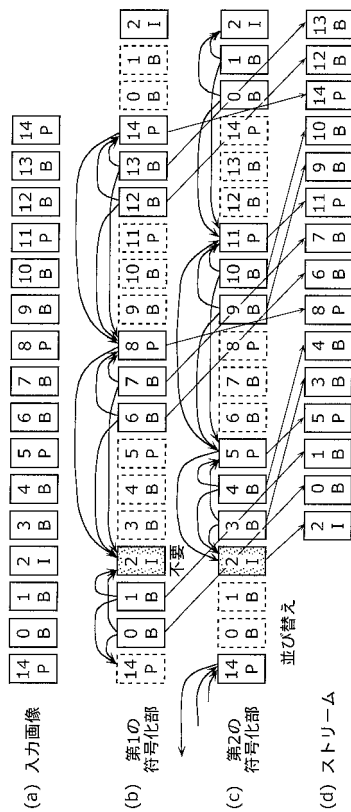 (a) 入力画像
14 0 1 2 3 4 5 6 7 8 9 10 11 12 13 14
P B B I B B P B B P B B P B B P
(b) 第1の
符号化部
14 0 1 2 3 4 5 6 7 8 9 10 11 12 13 14 0 1 2
P B B I B B P B B P B B P B B P B B I
不要
(c) 第2の
符号化部
14 0 1 2 3 4 5 6 7 8 9 10 11 12 13 14 0 1 2
P B B I B B P B B P B B P B B P B B I
並び替え
(d) ストリーム
2 0 1 5 3 4 8 6 7 11 9 10 14 12 13
I B B P B B P B B P B B P B B